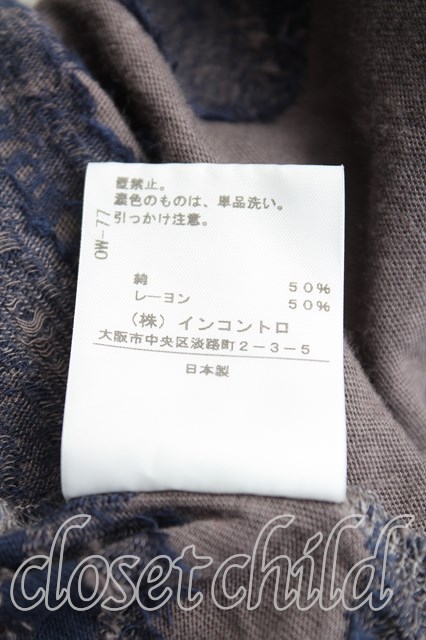 禁止。
濃色のものは、単品洗い。
引っかけ注意。
OW-77
綿 50%
レーヨン 50%
(株)インコントロ
大阪市中央区淡路町2-3-5
日本製
closet child